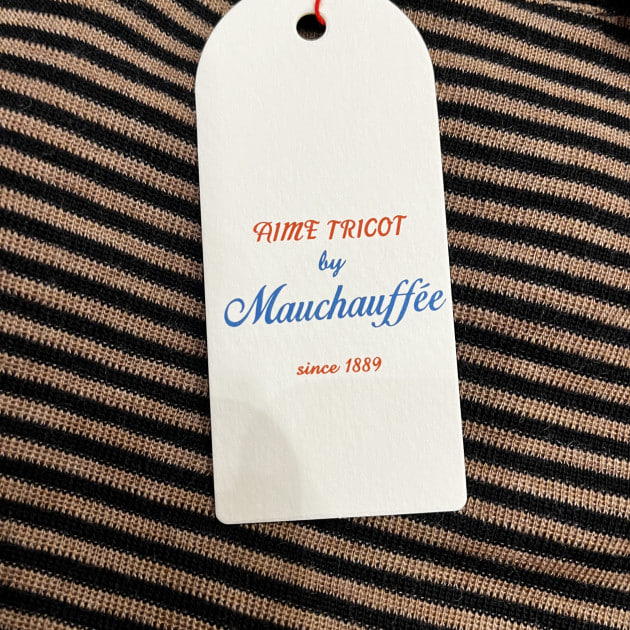 AIME TRICOT
by
Mauchauffée
since 1889